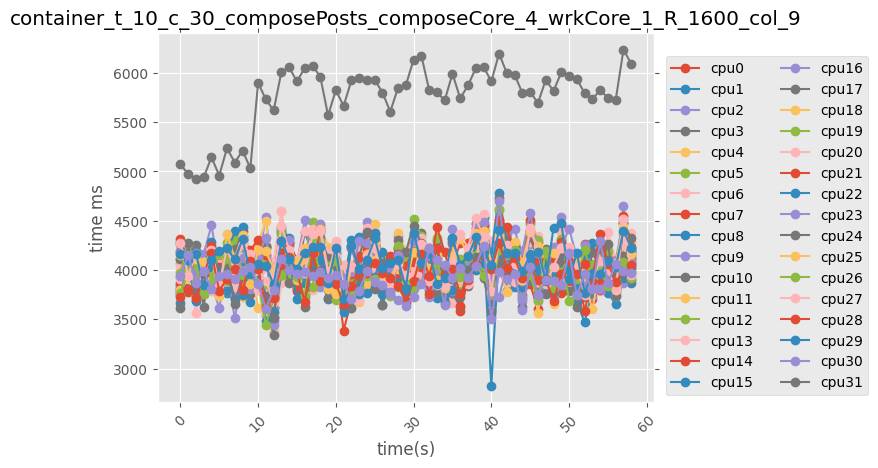 container_t_10_c_30_composePosts_composeCore_4_wrkCore_1_R_1600_col_9
6000
5500
5000
4500
4000
3500
3000
time ms
0
10
20
30
40
50
60
time(s)
cpu0
cpu1
cpu2
cpu3
cpu4
cpu5
cpu6
cpu7
cpu8
cpu9
cpu10
cpu11
cpu12
cpu13
cpu14
cpu15
cpu16
cpu17
cpu18
cpu19
cpu20
cpu21
cpu22
cpu23
cpu24
cpu25
cpu26
cpu27
cpu28
cpu29
cpu30
cpu31